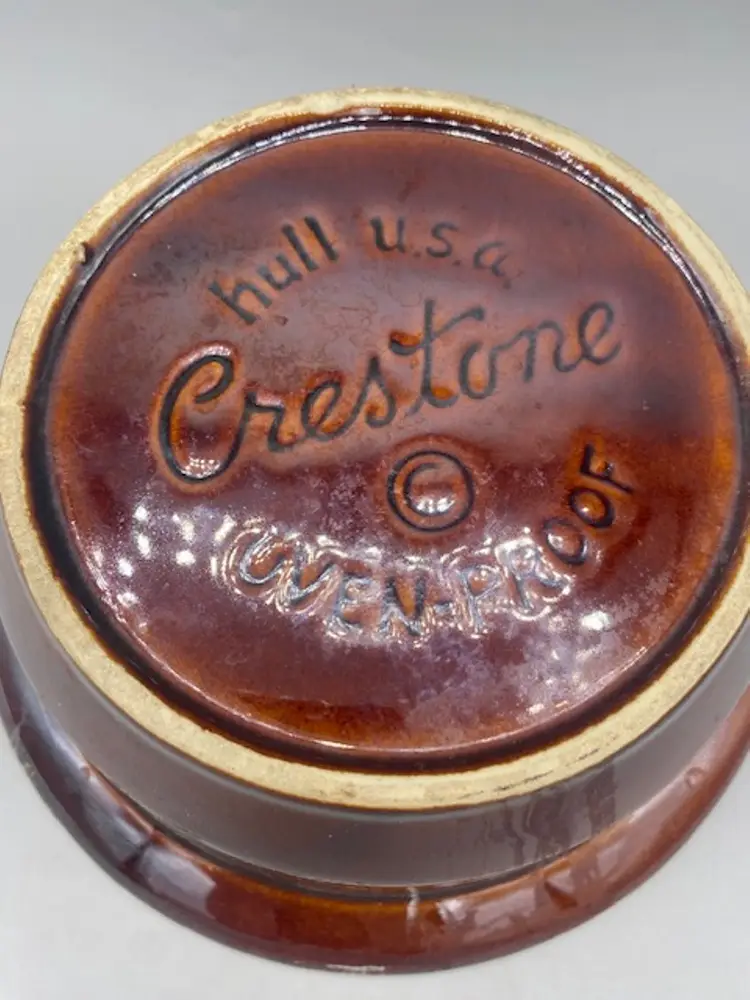 hull u.s.a.
Crestone
©
OVEN-PROOF